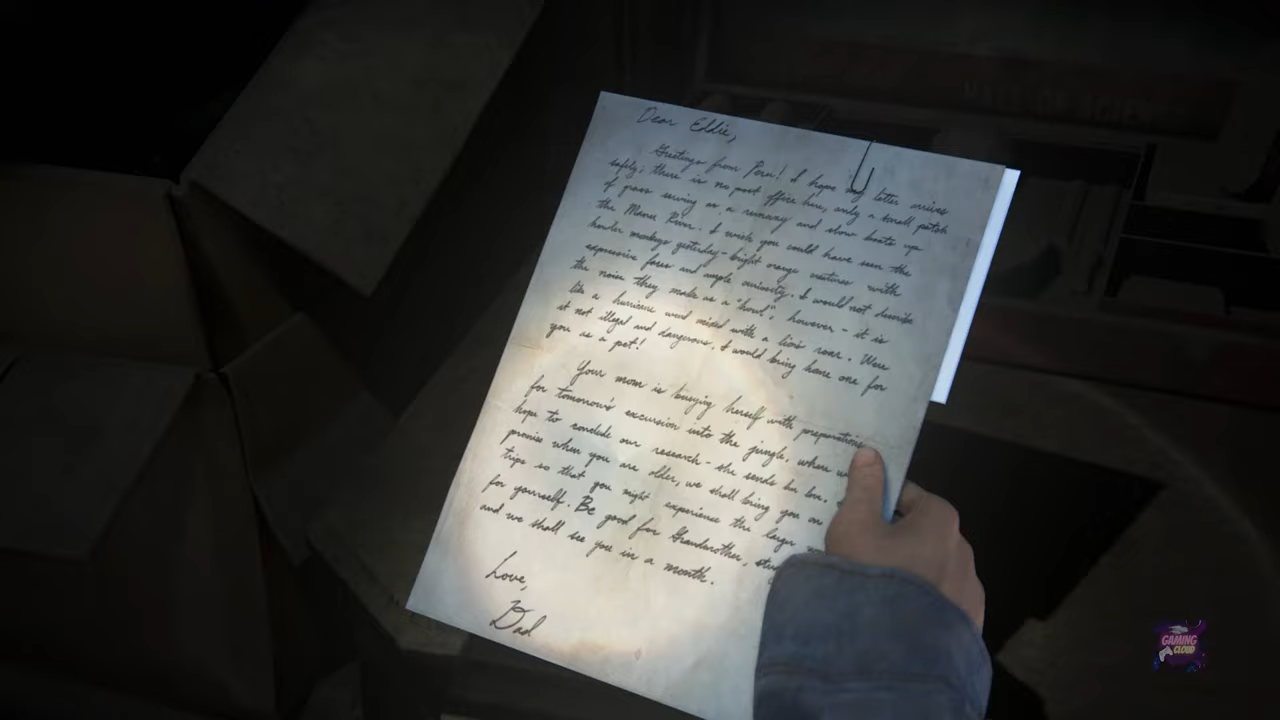 Dear Eddie,
Greetings from Peru! I hope my letter arrives
safely; there is no post office here, only a small patch
of grass serving as a runway and slow boats up
the Manu River. I wish you could have seen the
howler monkeys yesterday - bright orange creatures with
expressive faces and ample curiosity. I would not describe
the noise they make as a "howl", however - it is
like a hurricane wind mixed with a lion's roar. Were
it not illegal and dangerous, I would bring home one for
you as a pet!
Your mom is busying herself with preparations
for tomorrow's excursion into the jungle, where we
hope to conclude our research - she sends her love.
promise when you are older, we shall bring you on
trips so that you might experience the large
for yourself. Be good for Grandmother,
and we shall see you in a month.
Love,
Dad
GAMING
CLOUD